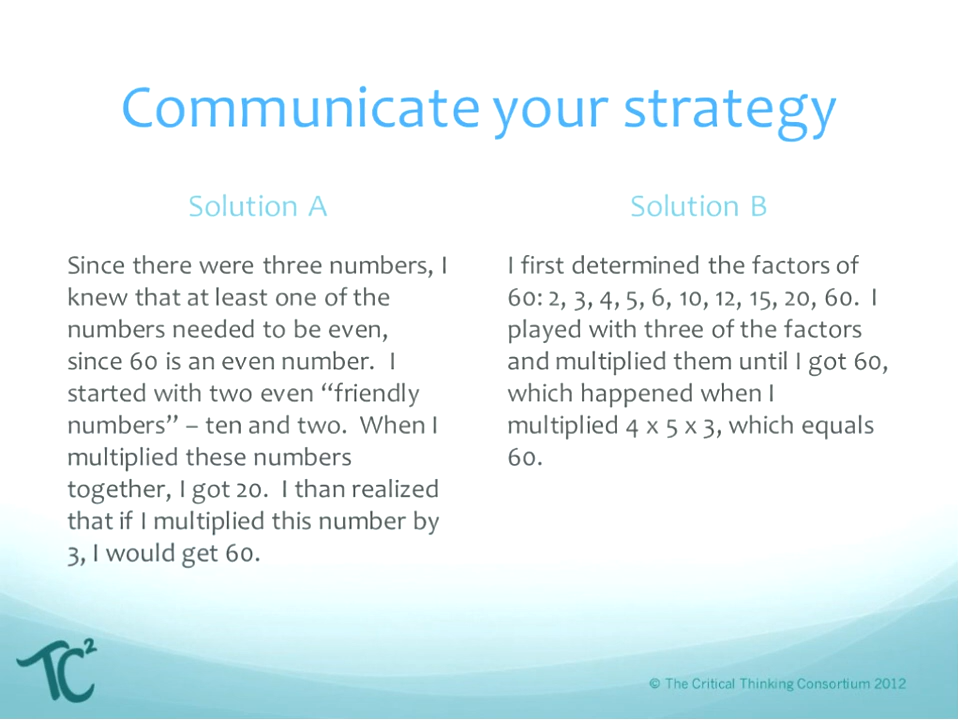 Communicate your strategy
Solution A
Since there were three numbers, I
knew that at least one of the
numbers needed to be even,
since 60 is an even number.  I
started with two even “friendly
numbers” – ten and two.  When I
multiplied these numbers
together, I got 20.  I than realized
that if I multiplied this number by
3, I would get 60.
Solution B
I first determined the factors of
60: 2, 3, 4, 5, 6, 10, 12, 15, 20, 60.  I
played with three of the factors
and multiplied them until I got 60,
which happened when I
multiplied 4 x 5 x 3, which equals
60.
TC²
© The Critical Thinking Consortium 2012